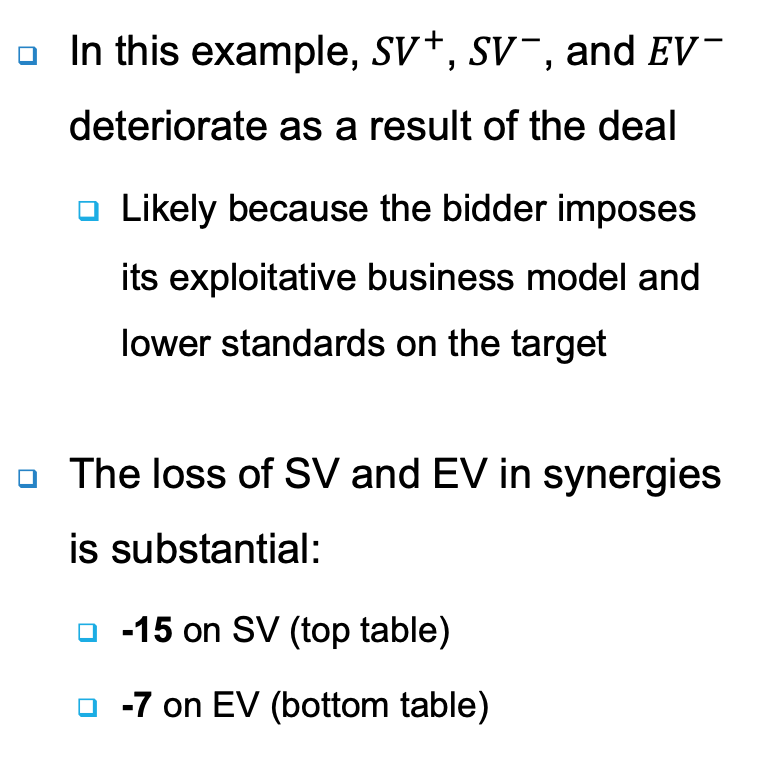 In this example, 𝑆𝑉⁺, 𝑆𝑉⁻, and 𝐸𝑉⁻
deteriorate as a result of the deal
Likely because the bidder imposes
its exploitative business model and
lower standards on the target
The loss of SV and EV in synergies
is substantial:
-15 on SV (top table)
-7 on EV (bottom table)